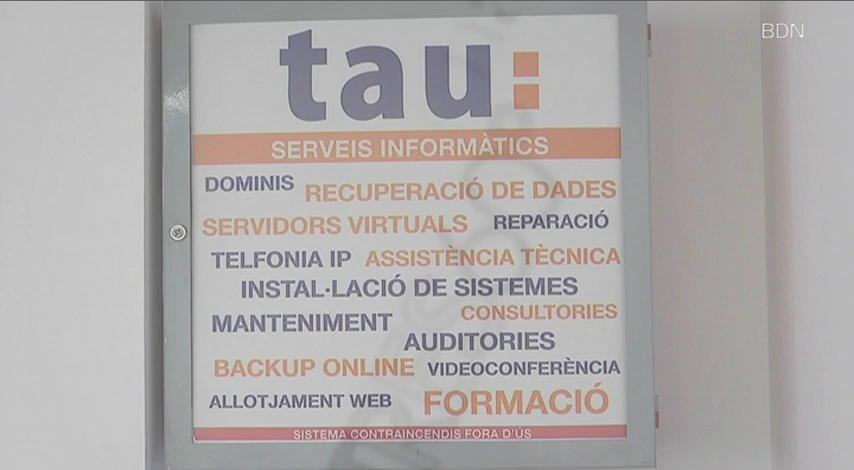 BDN
tau:
SERVEIS INFORMÀTICS
DOMINIS
RECUPERACIÓ DE DADES
SERVIDORS VIRTUALS
REPARACIÓ
TELFONIA IP
ASSISTÈNCIA TÈCNICA
INSTAL·LACIÓ DE SISTEMES
CONSULTORIES
MANTENIMENT
AUDITORIES
BACKUP ONLINE
VIDEOCONFERÈNCIA
ALLOTJAMENT WEB
FORMACIÓ
SISTEMA CONTRAINCENDIS FORA D'ÚS